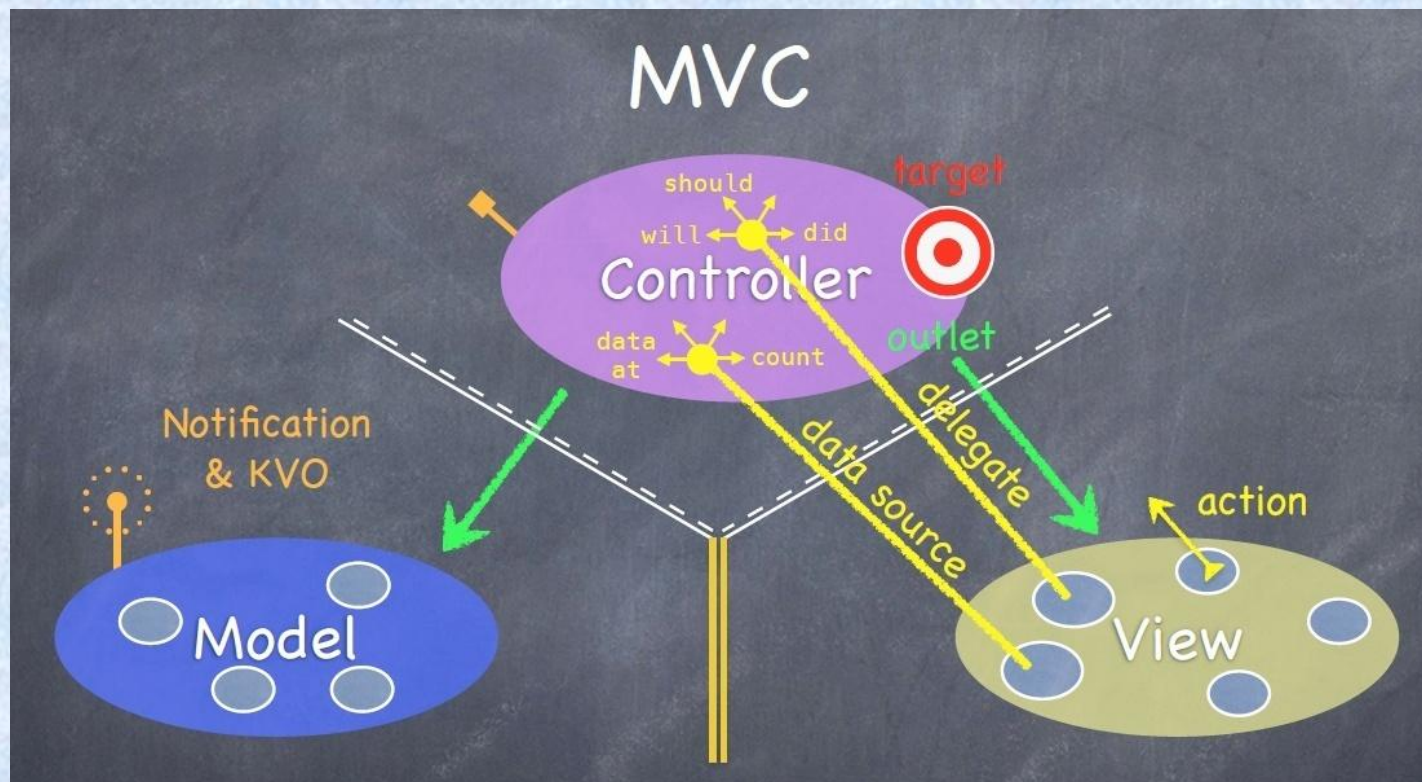 MVC
target
should
will
did
Controller
outlet
data
at
count
delegate
data source
Notification
& KVO
action
Model
View